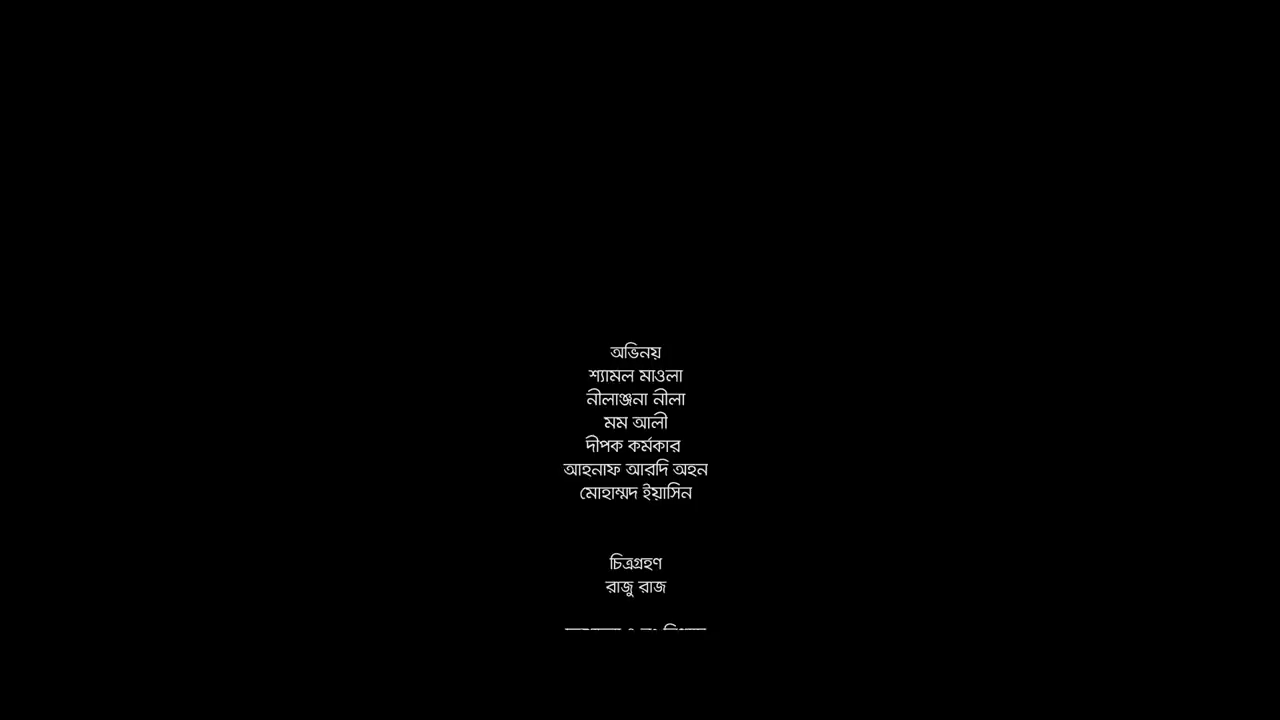 অভিনয়
শ্যামল মাওলা
নীলাঞ্জনা নীলা
মম আলী
দীপক কর্মকার
আহনাফ আরদি অহন
মোহাম্মদ ইয়াসিন
চিত্রগ্রহণ
রাজু রাজ